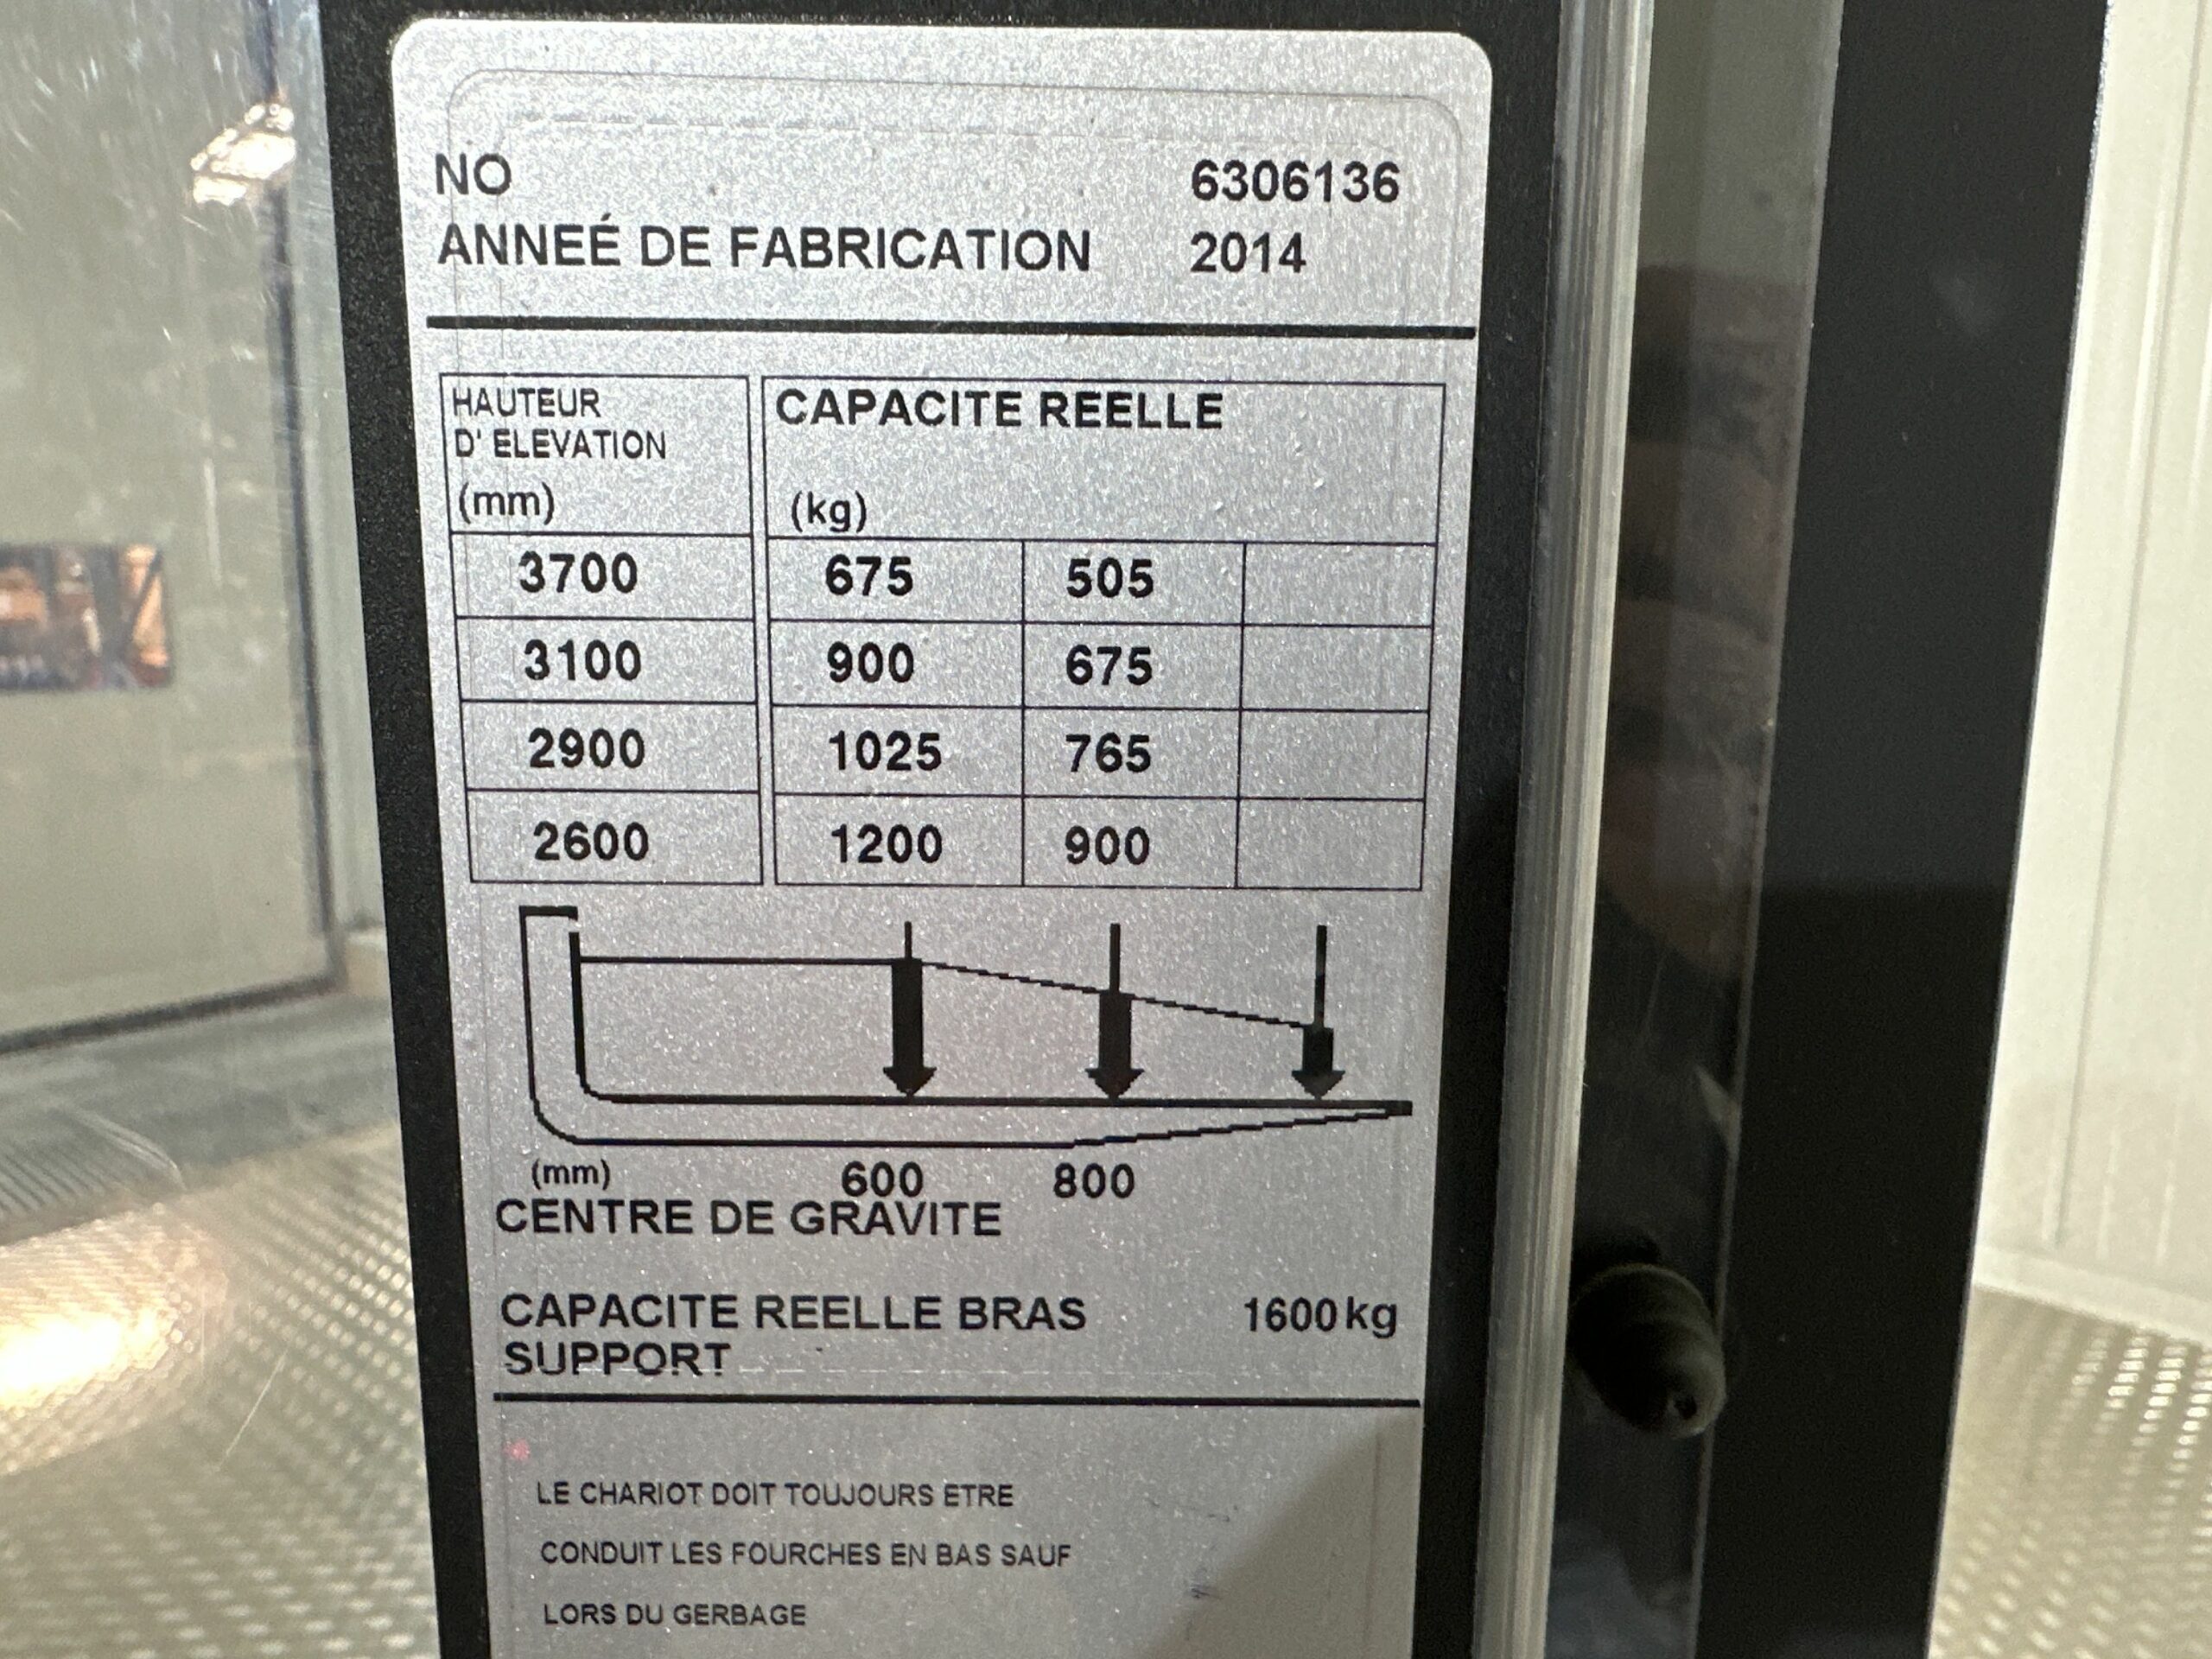 NO 6306136
ANNEÉ DE FABRICATION 2014
HAUTEUR
D' ELEVATION
(mm)
CAPACITE REELLE
(kg)
3700 675 505
3100 900 675
2900 1025 765
2600 1200 900
(mm) 600 800
CENTRE DE GRAVITE
CAPACITE REELLE BRAS 1600 kg
SUPPORT
LE CHARIOT DOIT TOUJOURS ETRE
CONDUIT LES FOURCHES EN BAS SAUF
LORS DU GERBAGE